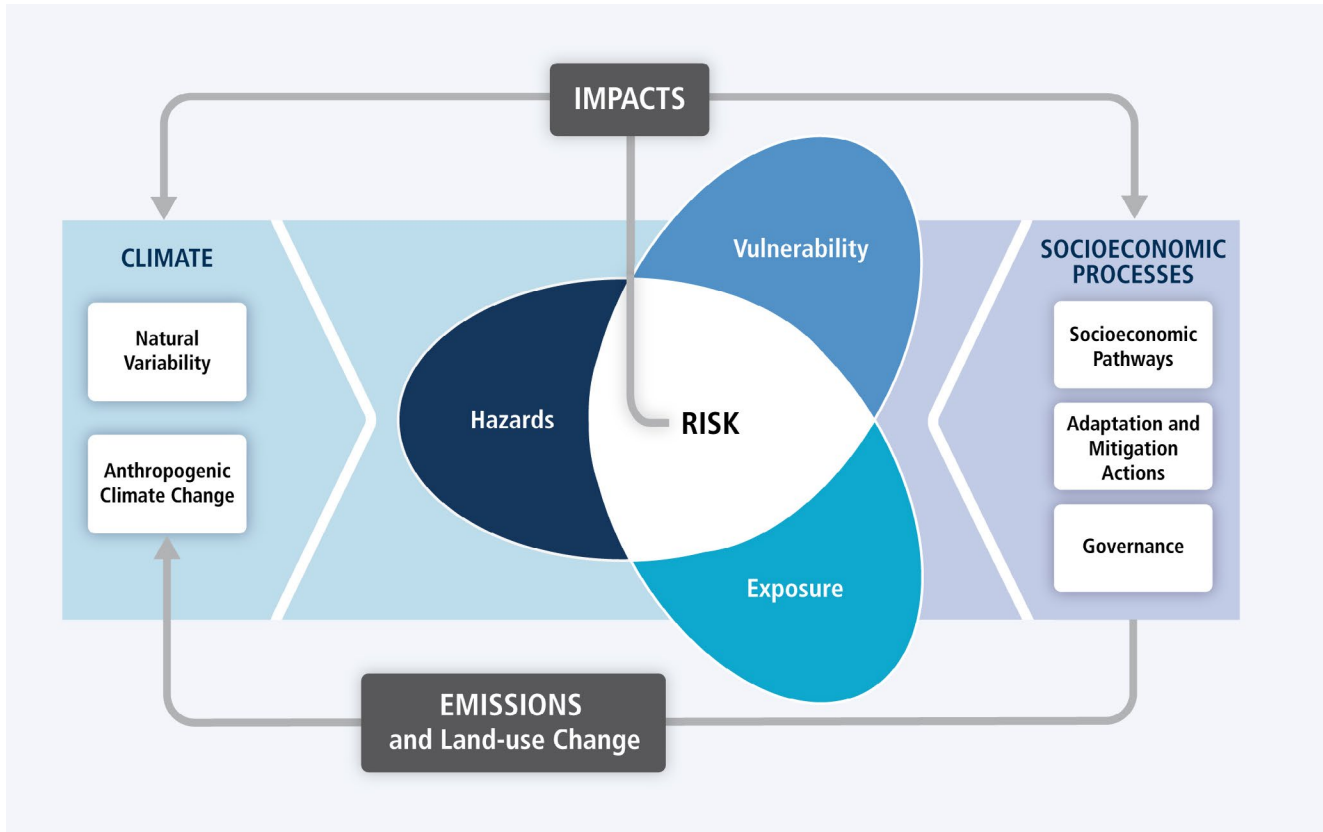 IMPACTS
CLIMATE
Natural
Variability
Anthropogenic
Climate Change
Vulnerability
Hazards
RISK
Exposure
SOCIOECONOMIC
PROCESSES
Socioeconomic
Pathways
Adaptation and
Mitigation
Actions
Governance
EMISSIONS
and Land-use Change